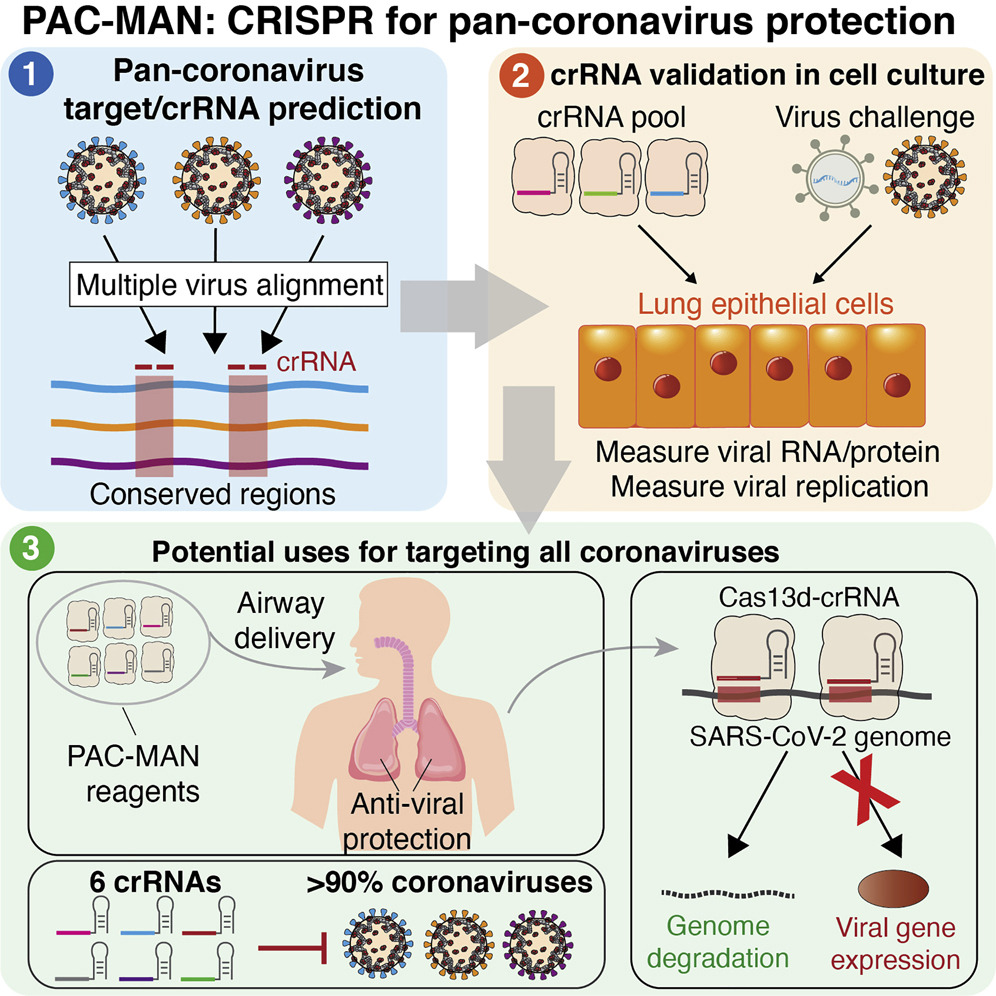 PAC-MAN: CRISPR for pan-coronavirus protection
1
Pan-coronavirus
target/crRNA prediction
Multiple virus alignment
crRNA
Conserved regions
2
crRNA validation in cell culture
crRNA pool
Virus challenge
Lung epithelial cells
Measure viral RNA/protein
Measure viral replication
3
Potential uses for targeting all coronaviruses
Airway
delivery
PAC-MAN
reagents
Anti-viral
protection
6 crRNAs
>90% coronaviruses
Cas13d-crRNA
SARS-CoV-2 genome
Genome
degradation
Viral gene
expression